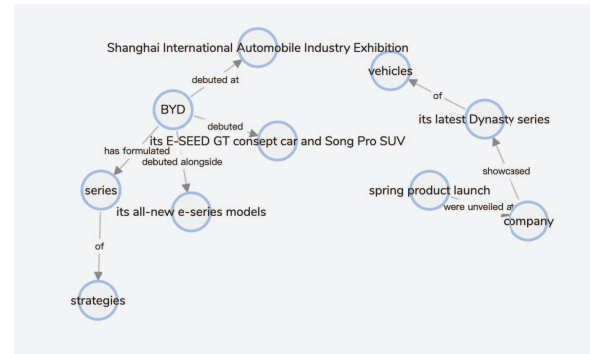 Shanghai International Automobile Industry Exhibition
vehicles
debuted at
of
BYD
its latest Dynasty series
debuted
its E-SEED GT consept car and Song Pro SUV
has formulated
debuted alongside
showcased
series
spring product launch
its all-new e-series models
were unveiled at
company
of
strategies